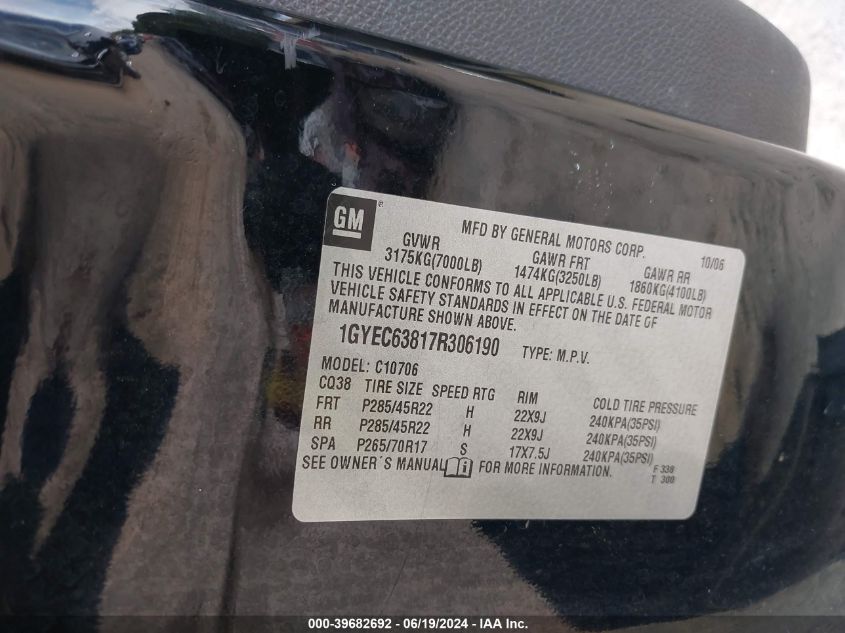 GM ®
MFD BY GENERAL MOTORS CORP. 10/06
GVWR GAWR FRT GAWR RR
3175KG(7000LB) 1474KG(3250LB) 1860KG(4100LB)
THIS VEHICLE CONFORMS TO ALL APPLICABLE U.S. FEDERAL MOTOR
VEHICLE SAFETY STANDARDS IN EFFECT ON THE DATE OF
MANUFACTURE SHOWN ABOVE.
1GYEC63817R306190 TYPE: M.P.V.
MODEL: C10706
CQ38 TIRE SIZE SPEED RTG RIM COLD TIRE PRESSURE
FRT P285/45R22 H 22X9J 240KPA(35PSI)
RR P285/45R22 H 22X9J 240KPA(35PSI)
SPA P265/70R17 S 17X7.5J 240KPA(35PSI)
SEE OWNER´S MANUAL FOR MORE INFORMATION.
F 338
T 300
000-39682692 - 06/19/2024 - IAA Inc.